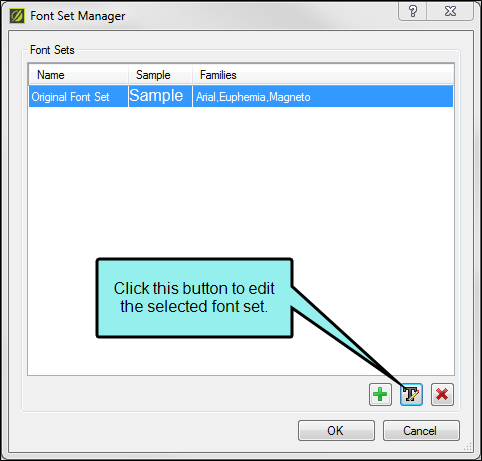 Font Set Manager
Font Sets
Name Sample Families
Original Font Set Sample Arial,Euphemia,Magneto
Click this button to edit
the selected font set.
OK Cancel